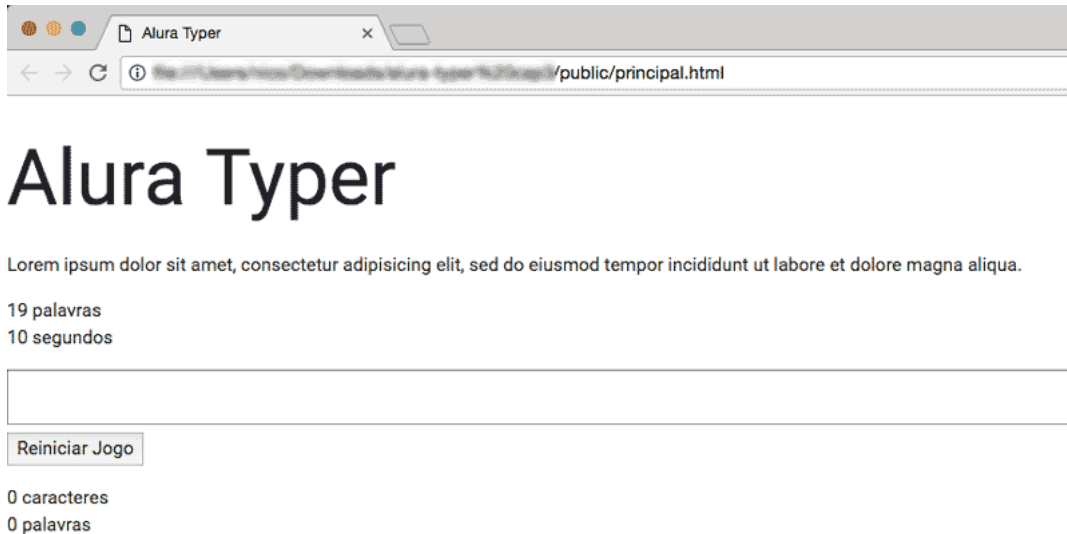 Alura Typer
/public/principal.html
Alura Typer
Lorem ipsum dolor sit amet, consectetur adipisicing elit, sed do eiusmod tempor incididunt ut labore et dolore magna aliqua.
19 palavras
10 segundos
Reiniciar Jogo
0 caracteres
0 palavras